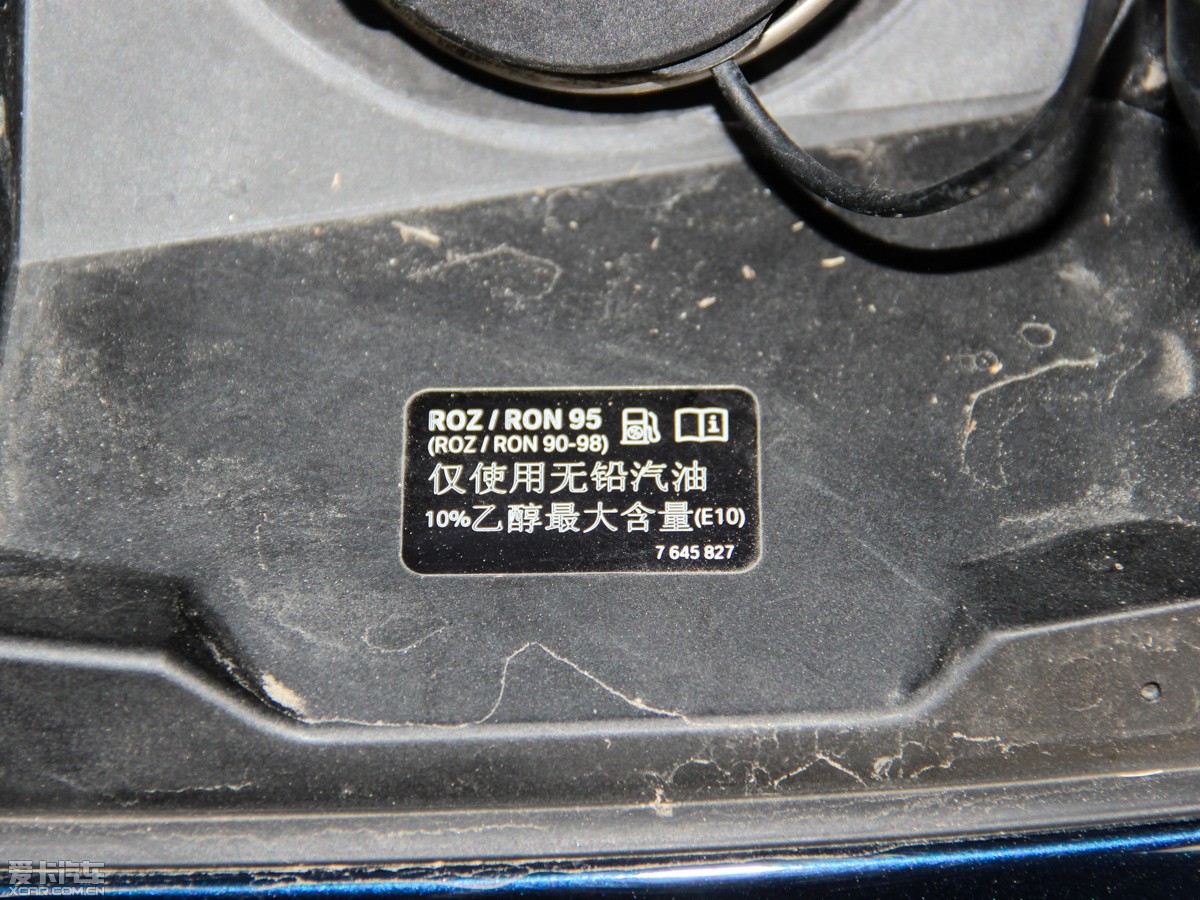 ROZ / RON 95
(ROZ / RON 90-98)
仅使用无铅汽油
10%乙醇最大含量(E10)
7 645 827
爱卡汽车
XCAR.COM.CN